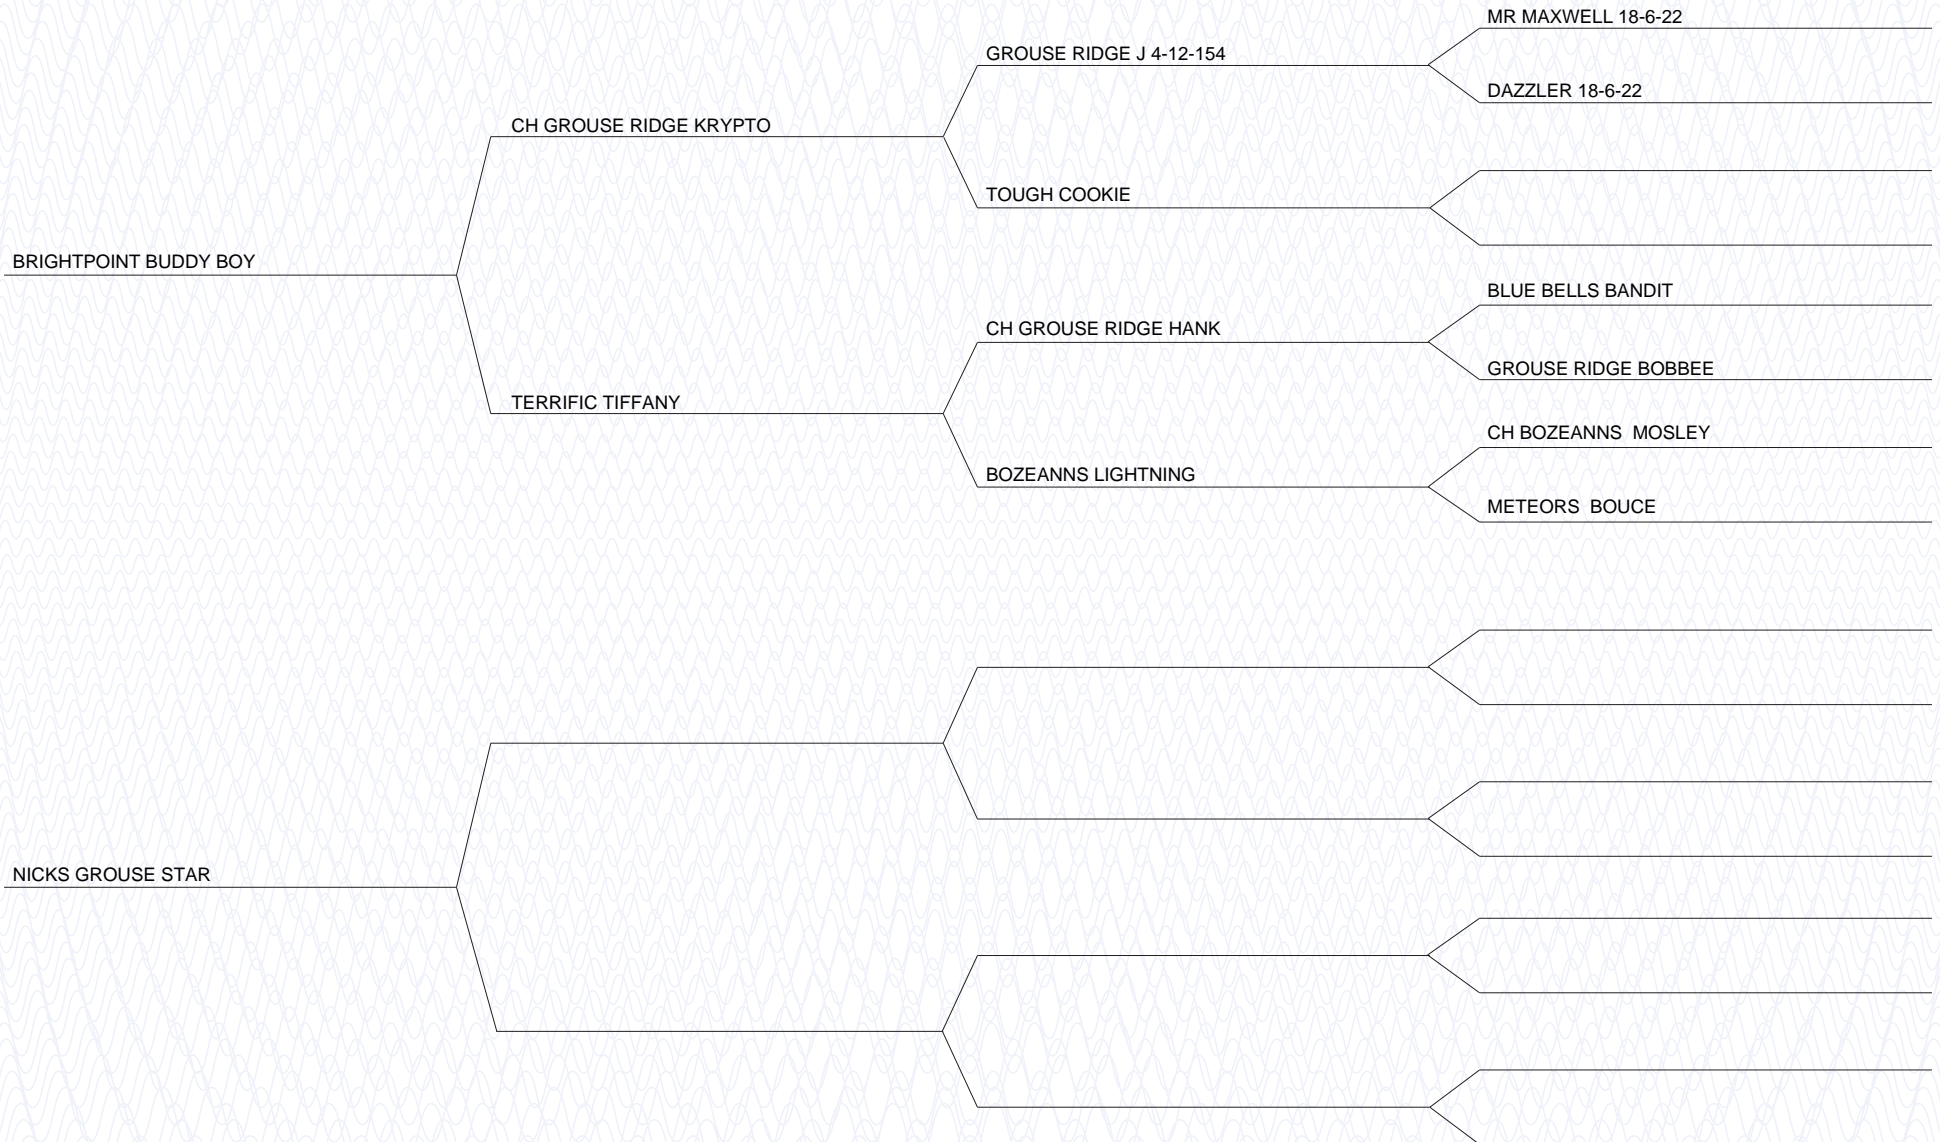 MR MAXWELL 18-6-22
GROUSE RIDGE J 4-12-154
DAZZLER 18-6-22
CH GROUSE RIDGE KRYPTO
TOUGH COOKIE
BRIGHTPOINT BUDDY BOY
BLUE BELLS BANDIT
CH GROUSE RIDGE HANK
GROUSE RIDGE BOBBEE
TERRIFIC TIFFANY
CH BOZEANNS  MOSLEY
BOZEANNS LIGHTNING
METEORS  BOUCE
NICKS GROUSE STAR